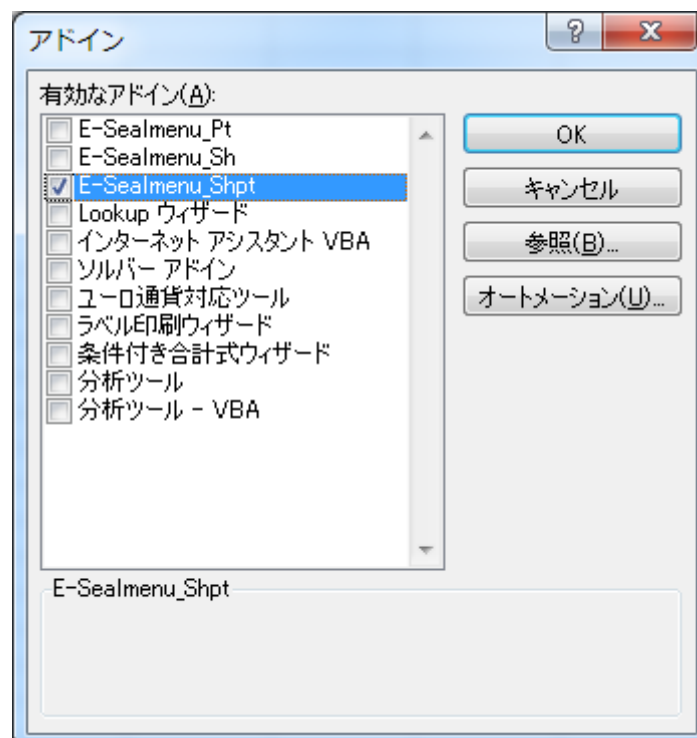 アドイン
有効なアドイン(A):
E-Sealmenu_Pt
E-Sealmenu_Sh
E-Sealmenu_Shpt
Lookup ウィザード
インターネット アシスタント VBA
ソルバー アドイン
ユーロ通貨対応ツール
ラベル印刷ウィザード
条件付き合計式ウィザード
分析ツール
分析ツール - VBA
OK
キャンセル
参照(B)...
オートメーション(U)...
E-Sealmenu_Shpt